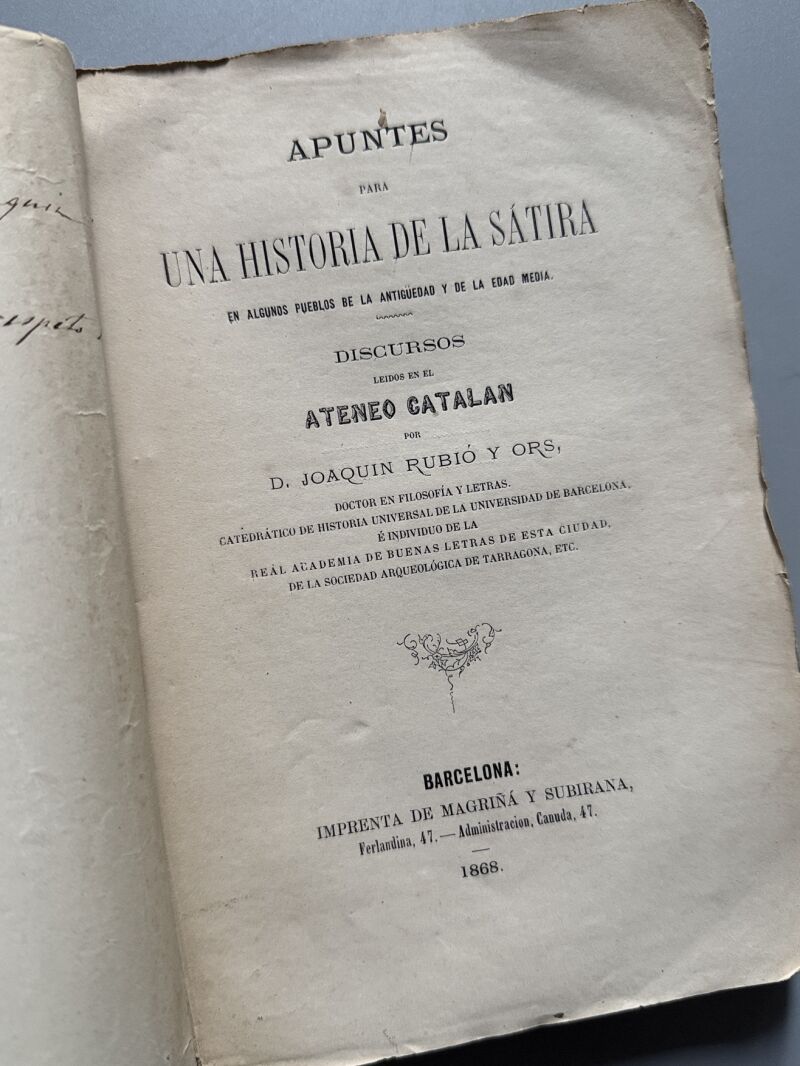 APUNTES
PARA
UNA HISTORIA DE LA SÁTIRA
EN ALGUNOS PUEBLOS BE LA ANTIGÜEDAD Y DE LA EDAD MEDIA.
DISCURSOS
LEIDOS EN EL
ATENEO CATALAN
POR
D. JOAQUIN RUBIÓ Y ORS,
DOCTOR EN FILOSOFÍA Y LETRAS.
CATEDRÁTICO DE HISTORIA UNIVERSAL DE LA UNIVERSIDAD DE BARCELONA,
É INDIVIDUO DE LA
REAL ACADEMIA DE BUENAS LETRAS DE ESTA CIUDAD,
DE LA SOCIEDAD ARQUEOLÓGICA DE TARRAGONA, ETC.
BARCELONA:
IMPRENTA DE MAGRIÑÁ Y SUBIRANA,
Ferlandina, 47.—Administracion, Canuda, 47.
1868.